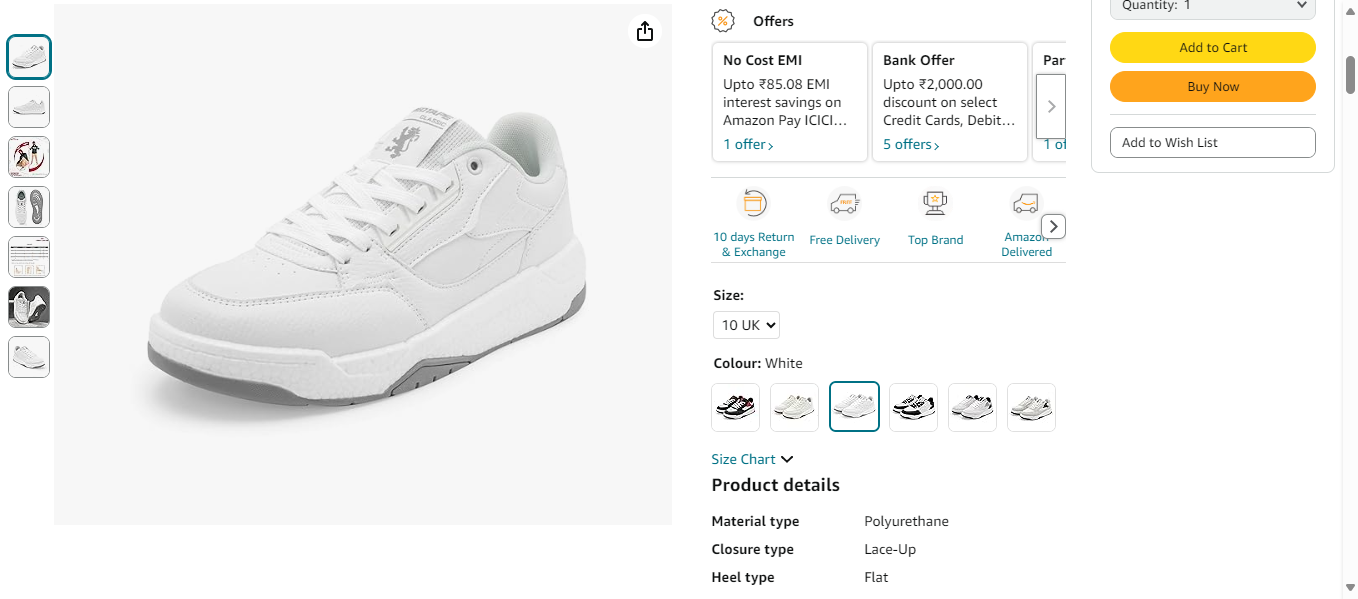 Offers
No Cost EMI
Upto ₹85.08 EMI
interest savings on
Amazon Pay ICICI…
1 offer
Bank Offer
Upto ₹2,000.00
discount on select
Credit Cards, Debit…
5 offers
Par
1 of
10 days Return
& Exchange
Free Delivery
Top Brand
Amazon
Delivered
Size:
10 UK
Colour: White
Size Chart
Product details
Material type Polyurethane
Closure type Lace-Up
Heel type Flat
Quantity: 1
Add to Cart
Buy Now
Add to Wish List
CLASSIC
FREE